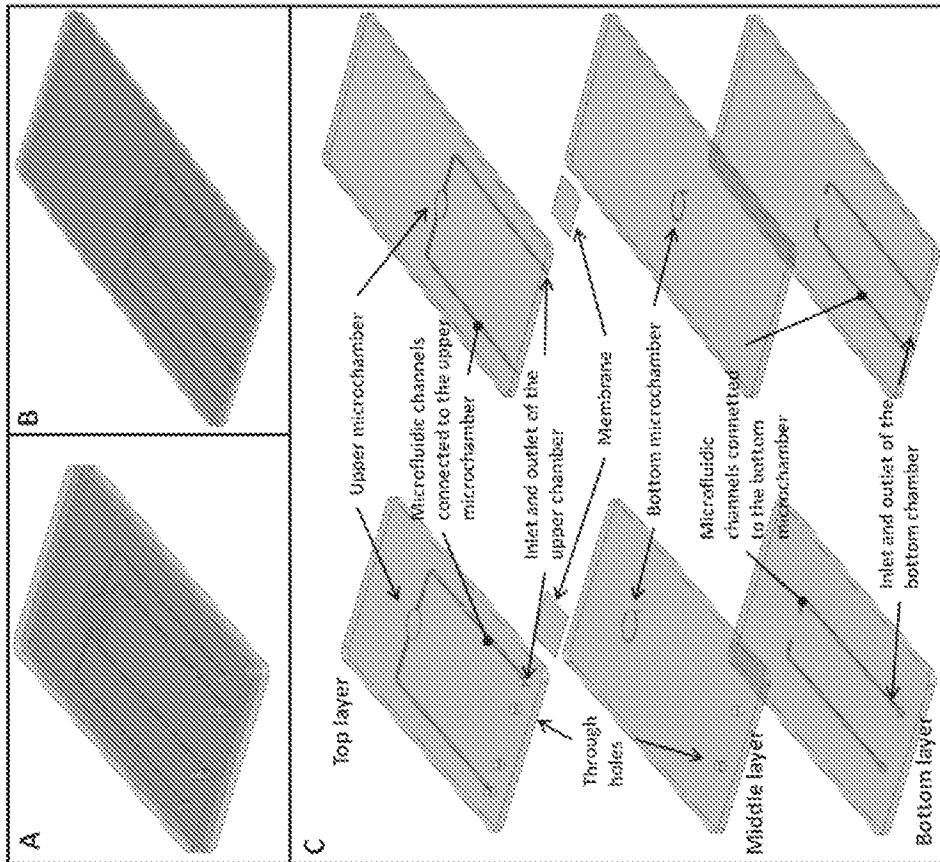 A
B
C
Top layer
Upper microchamber
Microfluidic channels
connected to the upper
microchamber
Through
holes
Inlet and outlet of the
upper chamber
Membrane
Middle layer
Bottom microchamber
Microfluidic
channels connetted
to the bottom
microchamber
Bottom layer
Inlet and outlet of the
bottom chamber